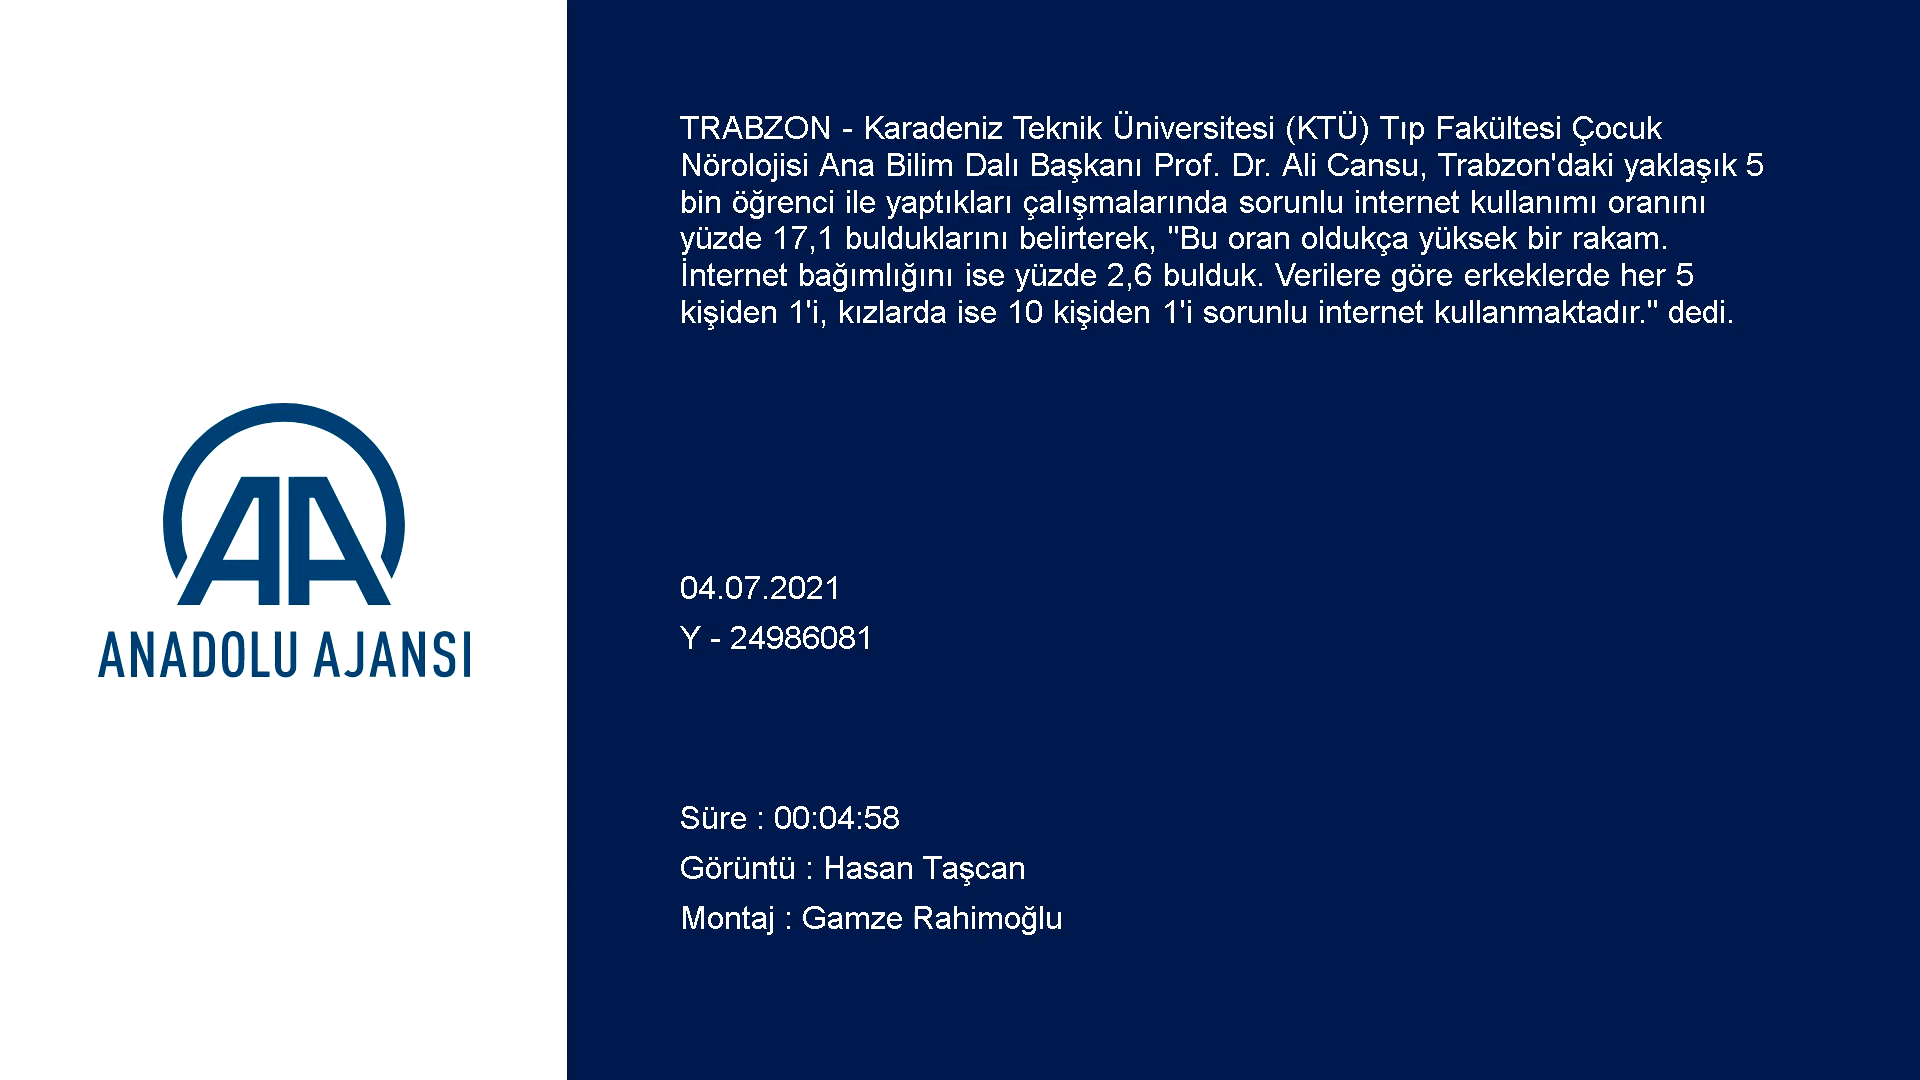 TRABZON - Karadeniz Teknik Üniversitesi (KTÜ) Tıp Fakültesi Çocuk
Nörolojisi Ana Bilim Dalı Başkanı Prof. Dr. Ali Cansu, Trabzon'daki yaklaşık 5
bin öğrenci ile yaptıkları çalışmalarında sorunlu internet kullanımı oranını
yüzde 17,1 bulduklarını belirterek, "Bu oran oldukça yüksek bir rakam.
İnternet bağımlığını ise yüzde 2,6 bulduk. Verilere göre erkeklerde her 5
kişiden 1'i, kızlarda ise 10 kişiden 1'i sorunlu internet kullanmaktadır." dedi.
AA
ANADOLU AJANSI
04.07.2021
Y - 24986081
Süre : 00:04:58
Görüntü : Hasan Taşcan
Montaj : Gamze Rahimoğlu